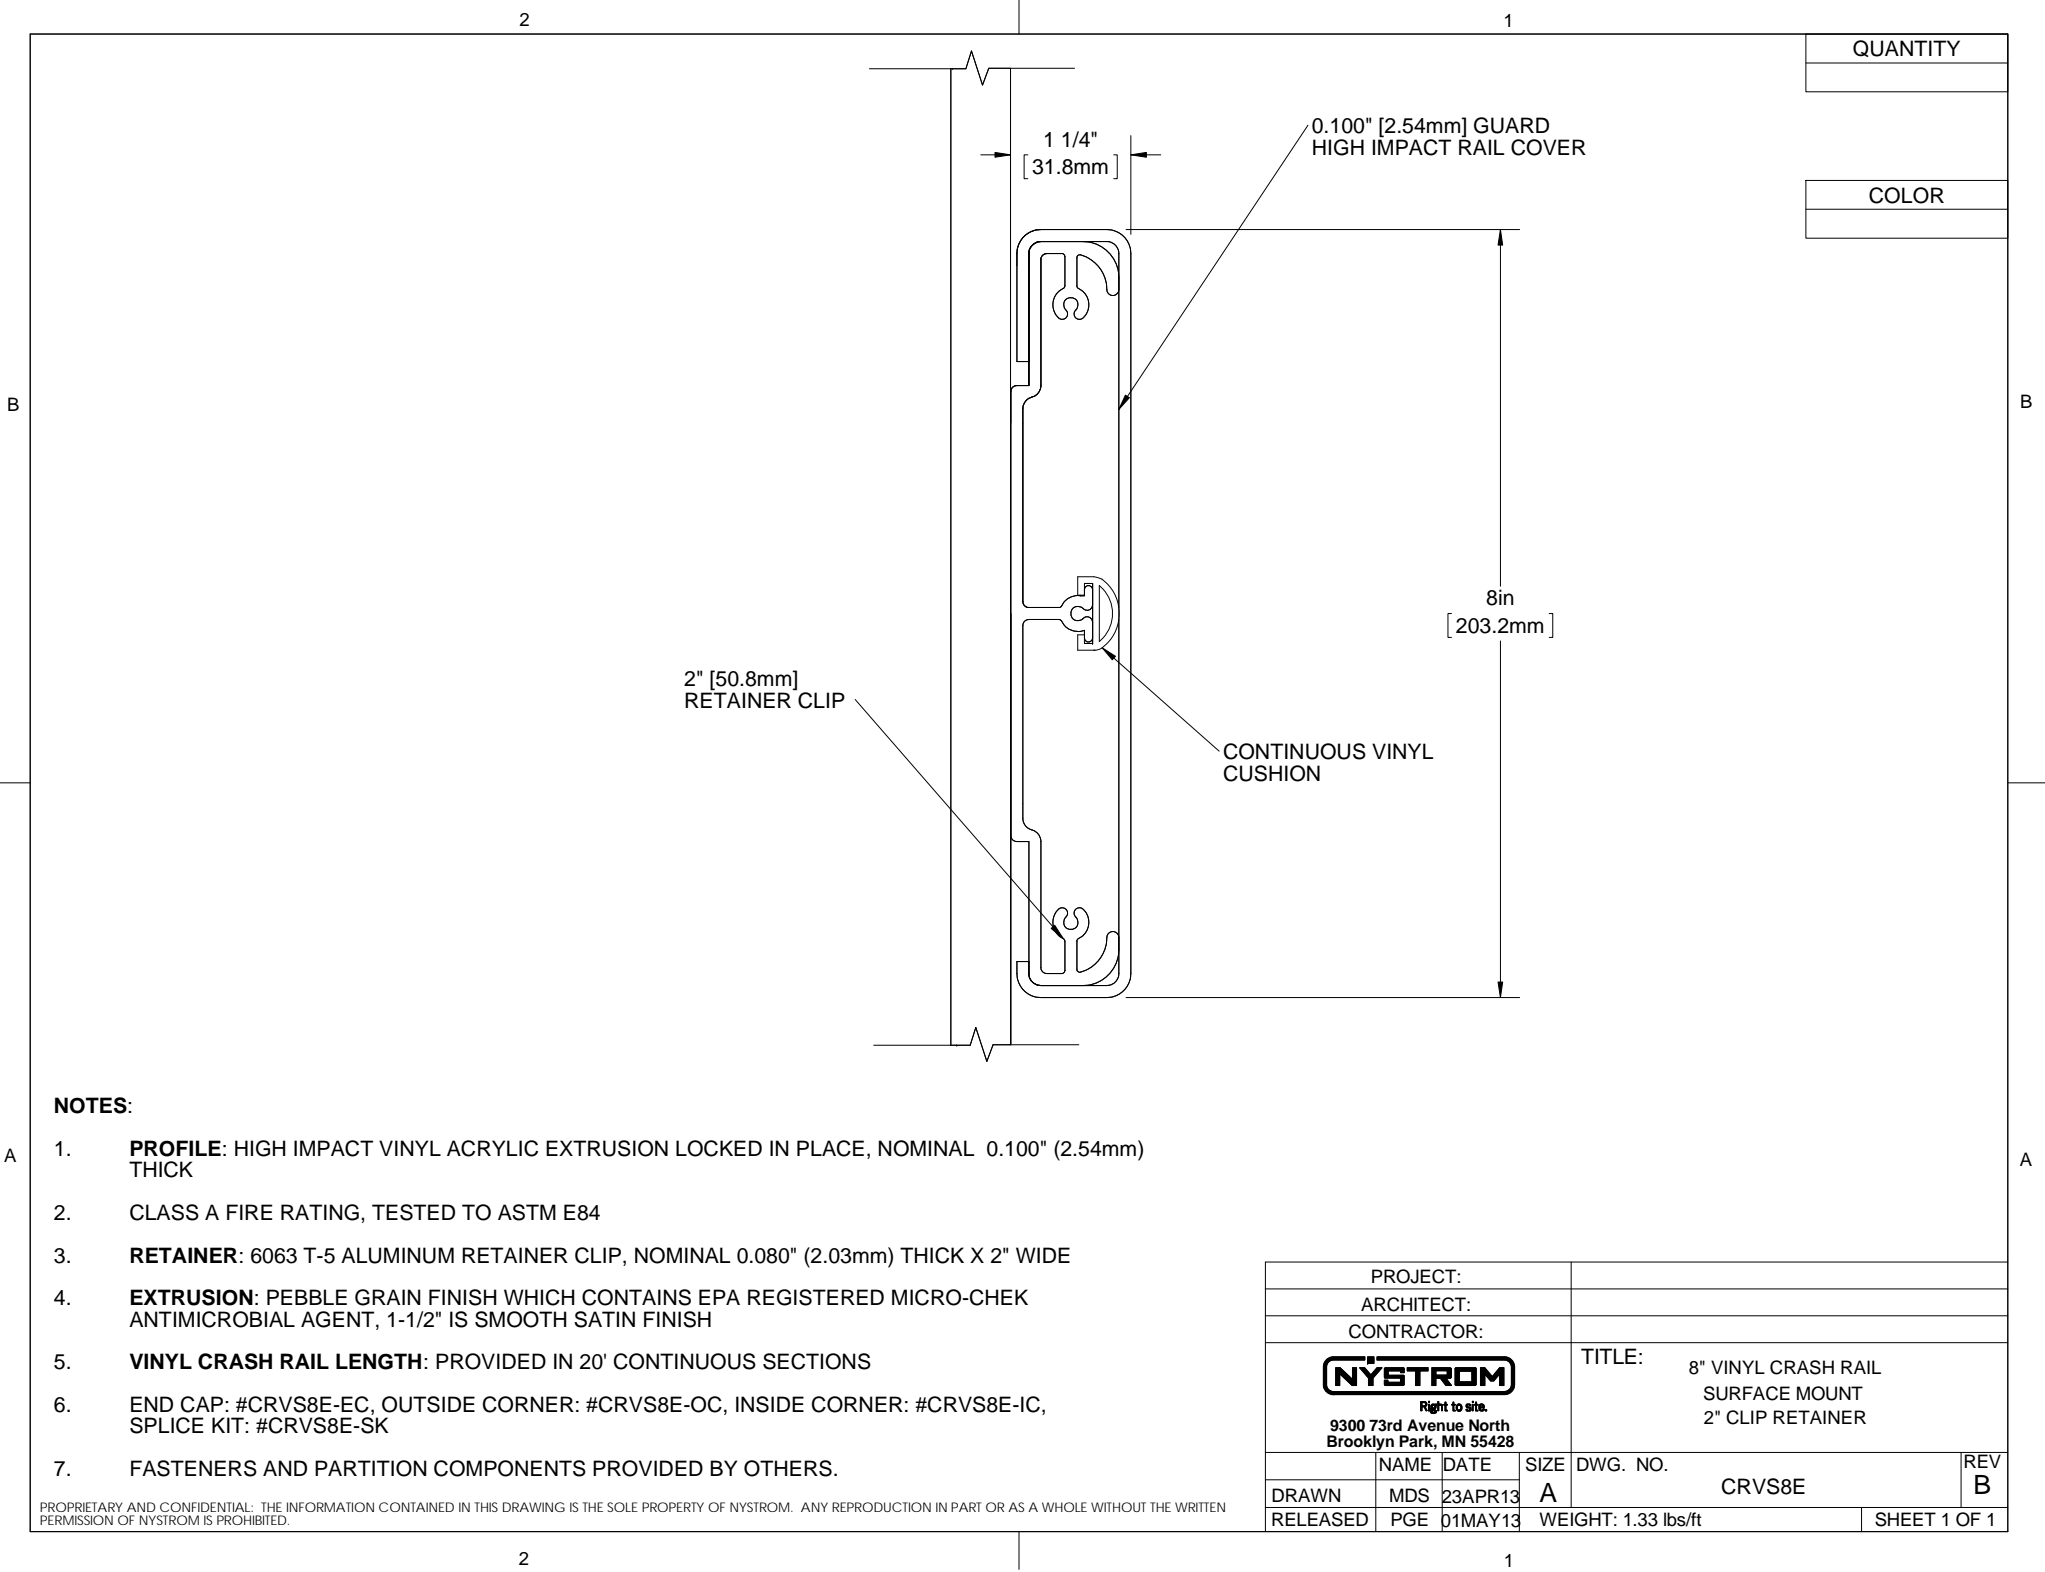 2
1
QUANTITY
1 1/4"
[31.8mm]
0.100" [2.54mm] GUARD
HIGH IMPACT RAIL COVER
COLOR
B
B
8in
[203.2mm]
2" [50.8mm]
RETAINER CLIP
CONTINUOUS VINYL
CUSHION
NOTES:
A
1. PROFILE: HIGH IMPACT VINYL ACRYLIC EXTRUSION LOCKED IN PLACE, NOMINAL 0.100" (2.54mm)
THICK
A
2. CLASS A FIRE RATING, TESTED TO ASTM E84
3. RETAINER: 6063 T-5 ALUMINUM RETAINER CLIP, NOMINAL 0.080" (2.03mm) THICK X 2" WIDE
4. EXTRUSION: PEBBLE GRAIN FINISH WHICH CONTAINS EPA REGISTERED MICRO-CHEK
ANTIMICROBIAL AGENT, 1-1/2" IS SMOOTH SATIN FINISH
5. VINYL CRASH RAIL LENGTH: PROVIDED IN 20' CONTINUOUS SECTIONS
6. END CAP: #CRVS8E-EC, OUTSIDE CORNER: #CRVS8E-OC, INSIDE CORNER: #CRVS8E-IC,
SPLICE KIT: #CRVS8E-SK
7. FASTENERS AND PARTITION COMPONENTS PROVIDED BY OTHERS.
PROPRIETARY AND CONFIDENTIAL: THE INFORMATION CONTAINED IN THIS DRAWING IS THE SOLE PROPERTY OF NYSTROM. ANY REPRODUCTION IN PART OR AS A WHOLE WITHOUT THE WRITTEN
PERMISSION OF NYSTROM IS PROHIBITED.
PROJECT:
ARCHITECT:
CONTRACTOR:
NYSTROM
Right to site.
9300 73rd Avenue North
Brooklyn Park, MN 55428
TITLE:
8" VINYL CRASH RAIL
SURFACE MOUNT
2" CLIP RETAINER
NAME DATE SIZE DWG. NO. REV
DRAWN MDS 23APR13 A CRVS8E B
RELEASED PGE 01MAY13 WEIGHT: 1.33 lbs/ft SHEET 1 OF 1
2
1